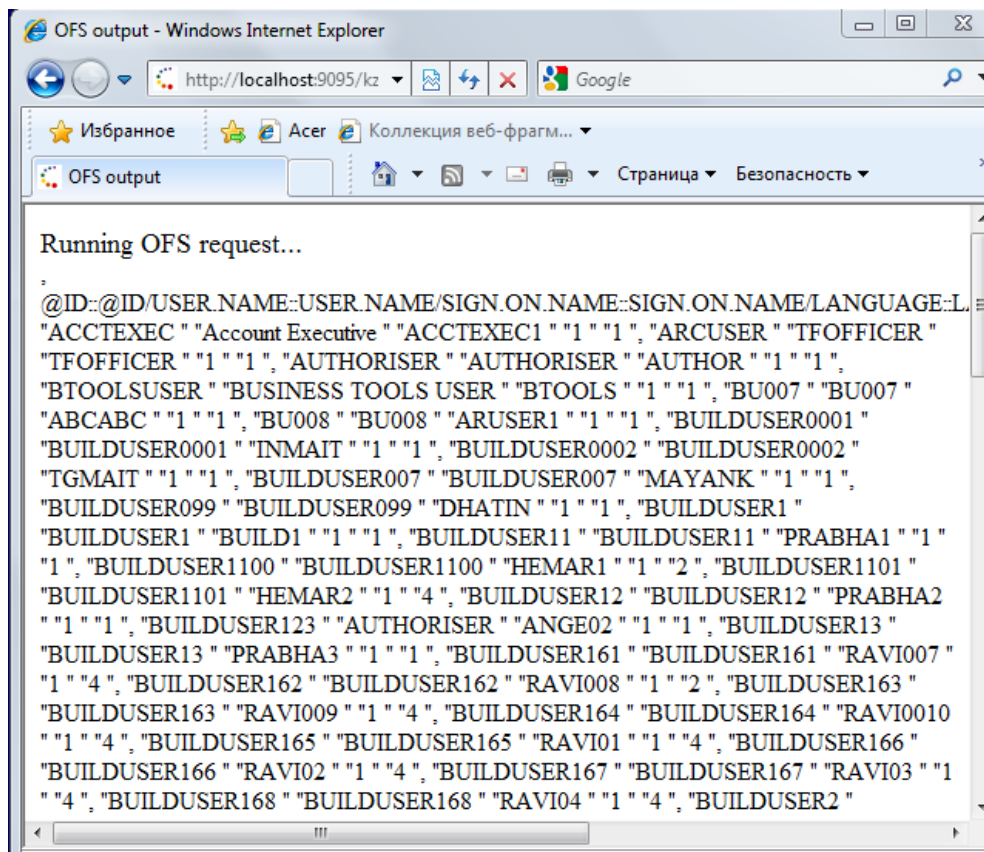 OFS output - Windows Internet Explorer
http://localhost:9095/kz
Google
Избранное
Acer
Коллекция веб-фрагм...
OFS output
Страница
Безопасность
Running OFS request...
,
@ID::@ID/USER.NAME::USER.NAME/SIGN.ON.NAME::SIGN.ON.NAME/LANGUAGE::LA
"ACCTEXEC " "Account Executive " "ACCTEXEC1 " "1 " "1 ", "ARCUSER " "TFOFFICER "
"TFOFFICER " "1 " "1 ", "AUTHORISER " "AUTHORISER " "AUTHOR " "1 " "1 ",
"BTOOLSUSER " "BUSINESS TOOLS USER " "BTOOLS " "1 " "1 ", "BU007 " "BU007 "
"ABCABC " "1 " "1 ", "BU008 " "BU008 " "ARUSER1 " "1 " "1 ", "BUILDUSER0001 "
"BUILDUSER0001 " "INMAIT " "1 " "1 ", "BUILDUSER0002 " "BUILDUSER0002 "
"TGMAIT " "1 " "1 ", "BUILDUSER007 " "BUILDUSER007 " "MAYANK " "1 " "1 ",
"BUILDUSER099 " "BUILDUSER099 " "DHATIN " "1 " "1 ", "BUILDUSER1 "
"BUILDUSER1 " "BUILD1 " "1 " "1 ", "BUILDUSER11 " "BUILDUSER11 " "PRABHA1 " "1 "
"1 ", "BUILDUSER1100 " "BUILDUSER1100 " "HEMAR1 " "1 " "2 ", "BUILDUSER1101 "
"BUILDUSER1101 " "HEMAR2 " "1 " "4 ", "BUILDUSER12 " "BUILDUSER12 " "PRABHA2
" "1 " "1 ", "BUILDUSER123 " "AUTHORISER " "ANGE02 " "1 " "1 ", "BUILDUSER13 "
"BUILDUSER13 " "PRABHA3 " "1 " "1 ", "BUILDUSER161 " "BUILDUSER161 " "RAVI007 "
"1 " "4 ", "BUILDUSER162 " "BUILDUSER162 " "RAVI008 " "1 " "2 ", "BUILDUSER163 "
"BUILDUSER163 " "RAVI009 " "1 " "4 ", "BUILDUSER164 " "BUILDUSER164 " "RAVI0010
" "1 " "4 ", "BUILDUSER165 " "BUILDUSER165 " "RAVI01 " "1 " "4 ", "BUILDUSER166 "
"BUILDUSER166 " "RAVI02 " "1 " "4 ", "BUILDUSER167 " "BUILDUSER167 " "RAVI03 " "1
" "4 ", "BUILDUSER168 " "BUILDUSER168 " "RAVI04 " "1 " "4 ", "BUILDUSER2 "